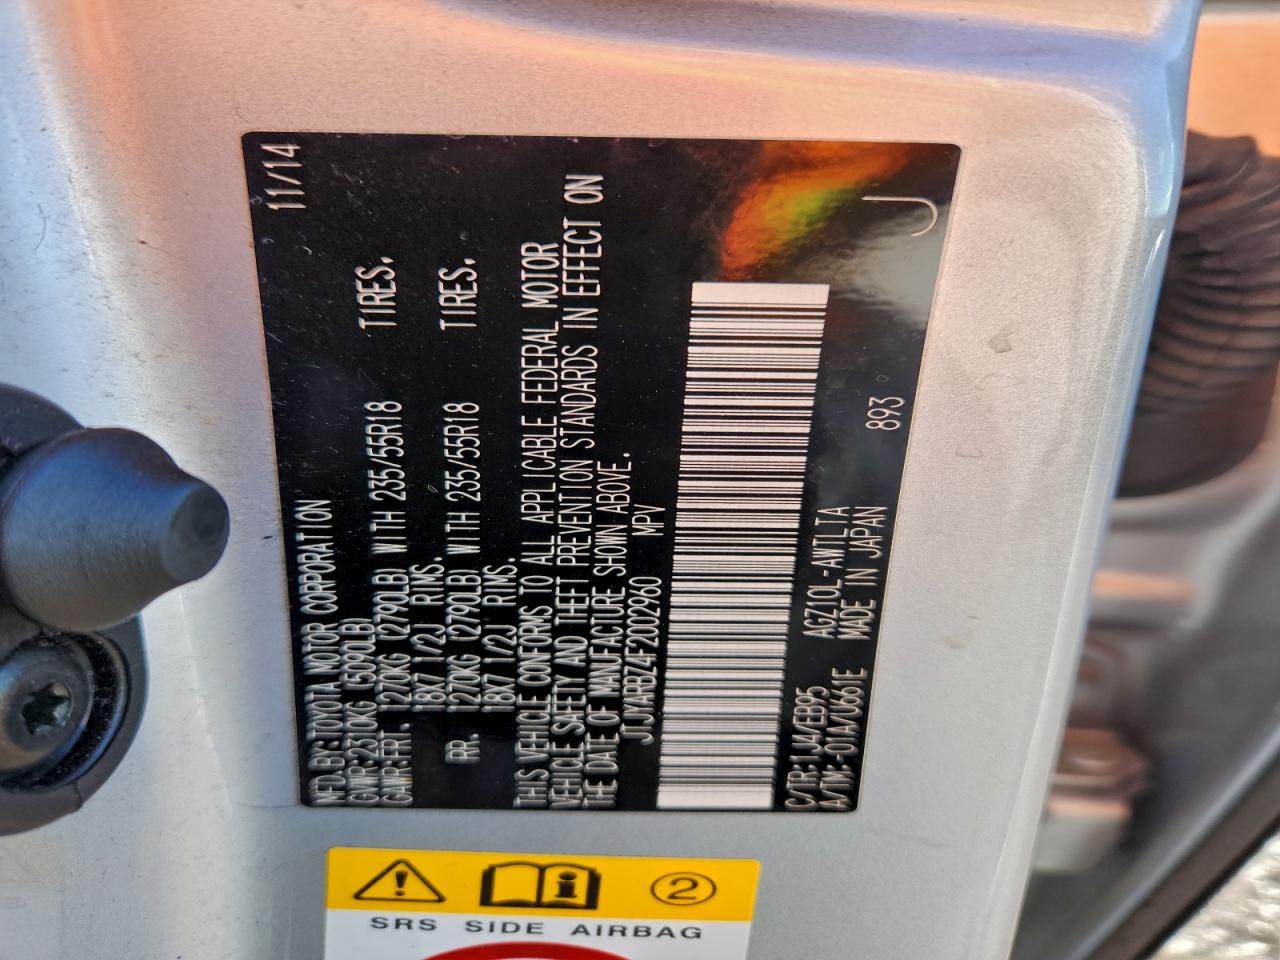 MFD. BY: TOYOTA MOTOR CORPORATION 11/14
GVWR: 2310KG (5090LB)
GAWR: FRT. 1270KG (2790LB) WITH 235/55R18 TIRES.
18X7 1/2J RIMS.
RR. 1270KG (2790LB) WITH 235/55R18 TIRES.
18X7 1/2J RIMS.
THIS VEHICLE CONFORMS TO ALL APPLICABLE FEDERAL MOTOR
VEHICLE SAFETY AND THEFT PREVENTION STANDARDS IN EFFECT ON
THE DATE OF MANUFACTURE SHOWN ABOVE.
JTJYARBZ4F2002960 MPV
C/TR:1J4/EB95 AGZ10L-AWTLTA
A/TM:-01A/U661E MADE IN JAPAN 893
J
2
SRS SIDE AIRBAG